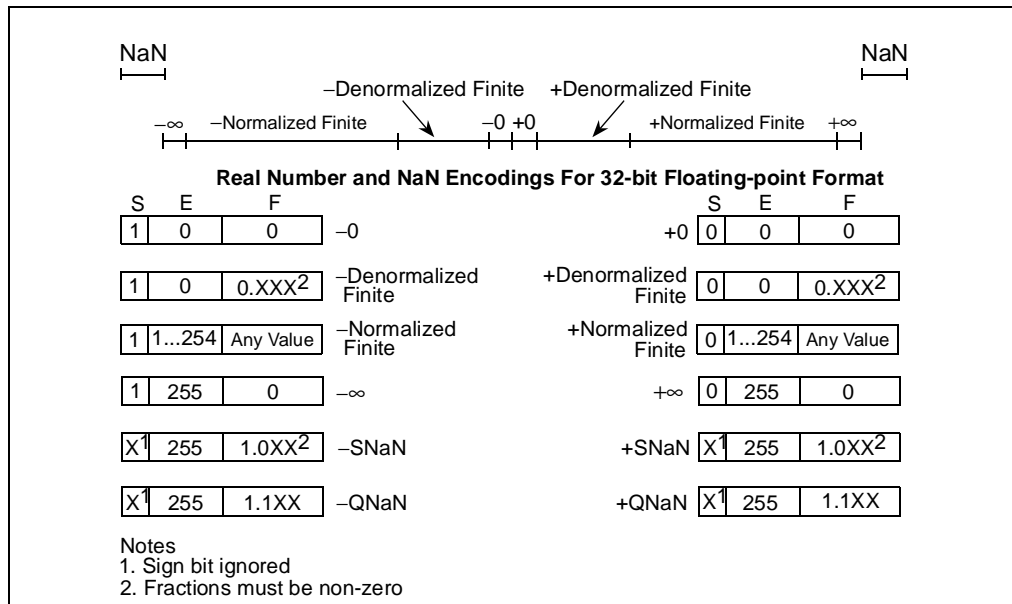 NaN NaN
−Denormalized Finite +Denormalized Finite
−∞ −Normalized Finite −0 +0 +Normalized Finite +∞
Real Number and NaN Encodings For 32-bit Floating-point Format
S E F S E F
1 0 0 −0 +0 0 0 0
1 0 0.XXX2 −Denormalized Finite +Denormalized Finite 0 0 0.XXX2
1 1...254 Any Value −Normalized Finite +Normalized Finite 0 1...254 Any Value
1 255 0 −∞ +∞ 0 255 0
X1 255 1.0XX2 −SNaN +SNaN X1 255 1.0XX2
X1 255 1.1XX −QNaN +QNaN X1 255 1.1XX
Notes
1. Sign bit ignored
2. Fractions must be non-zero